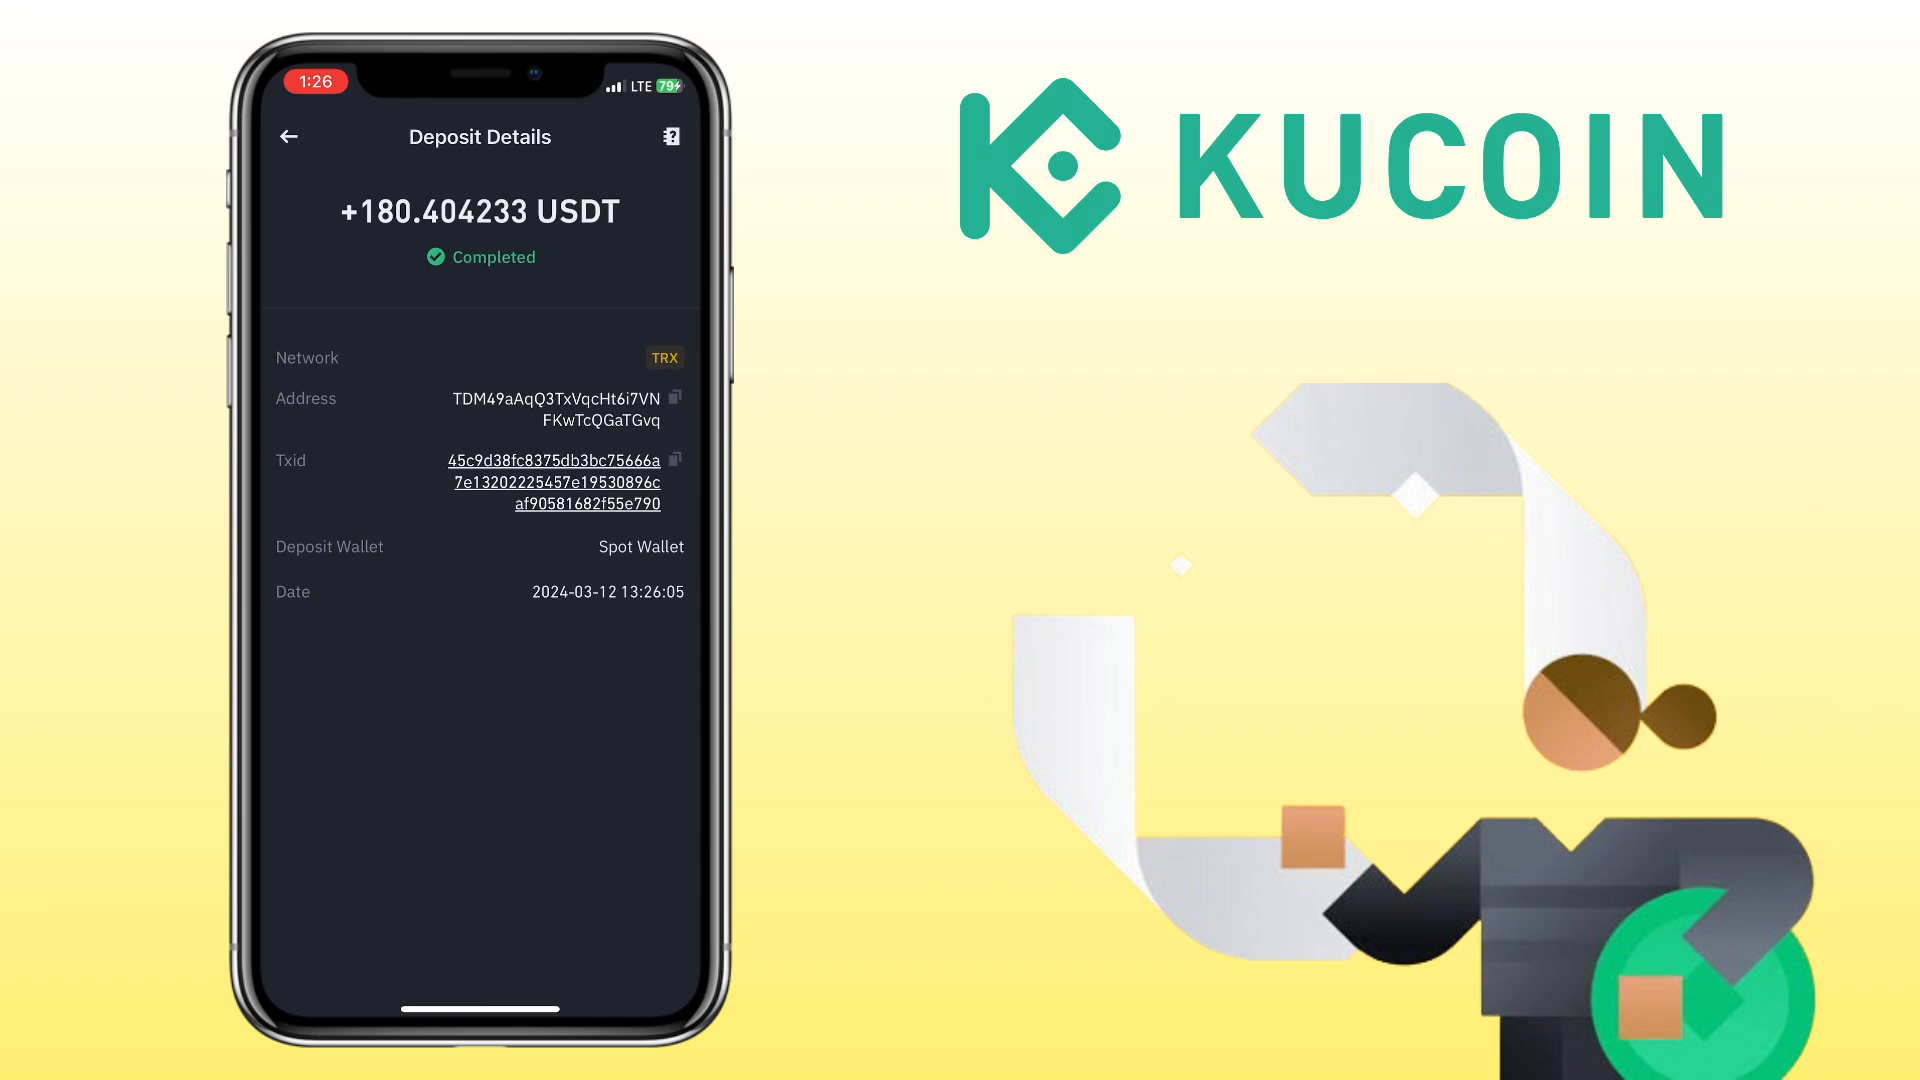 1:26
LTE 79
Deposit Details
+180.404233 USDT
Completed
Network TRX
Address TDM49aAqQ3TxVqcHt6i7VN
FKwTcQGaTGvq
Txid 45c9d38fc8375db3bc75666a
7e13202225457e19530896c
af90581682f55e790
Deposit Wallet Spot Wallet
Date 2024-03-12 13:26:05
KUCOIN